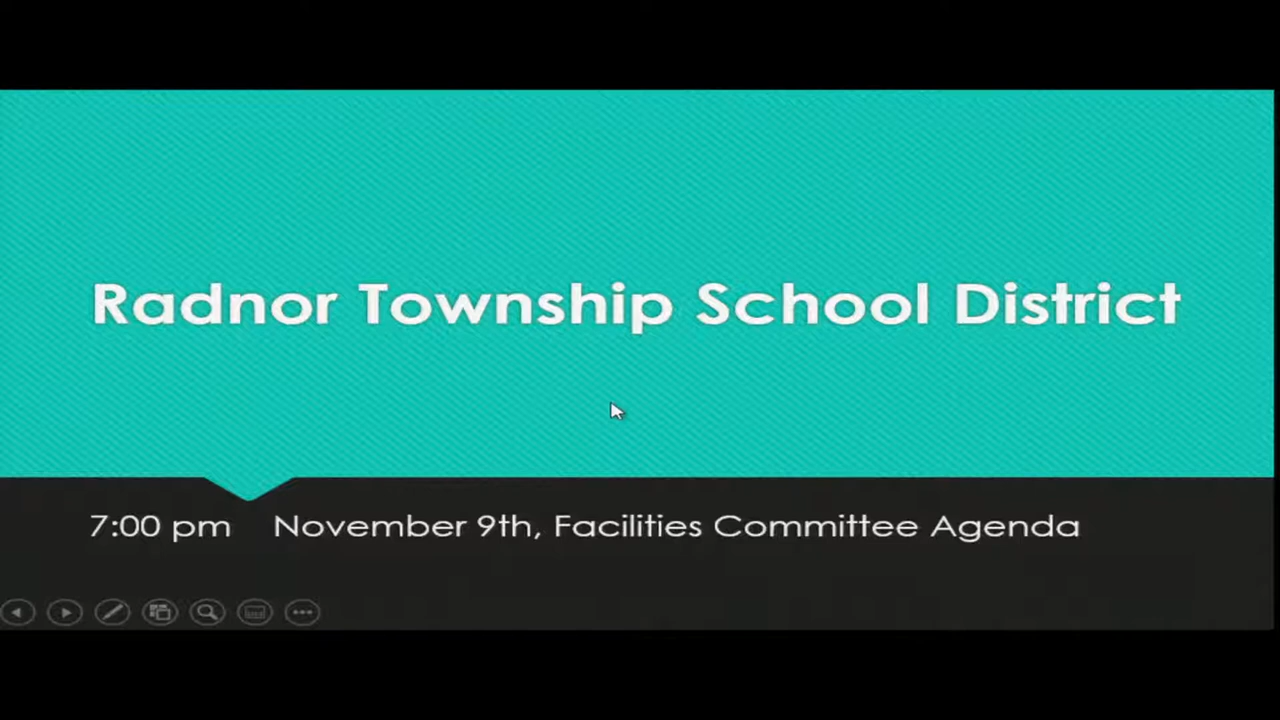 Radnor Township School District
7:00 pm November 9th, Facilities Committee Agenda